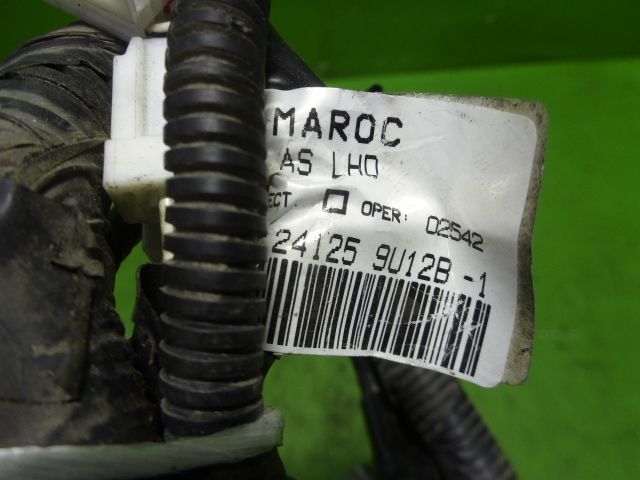 MAROC
AS LHD
ECT. OPER: 02542
24125 9U12B -1